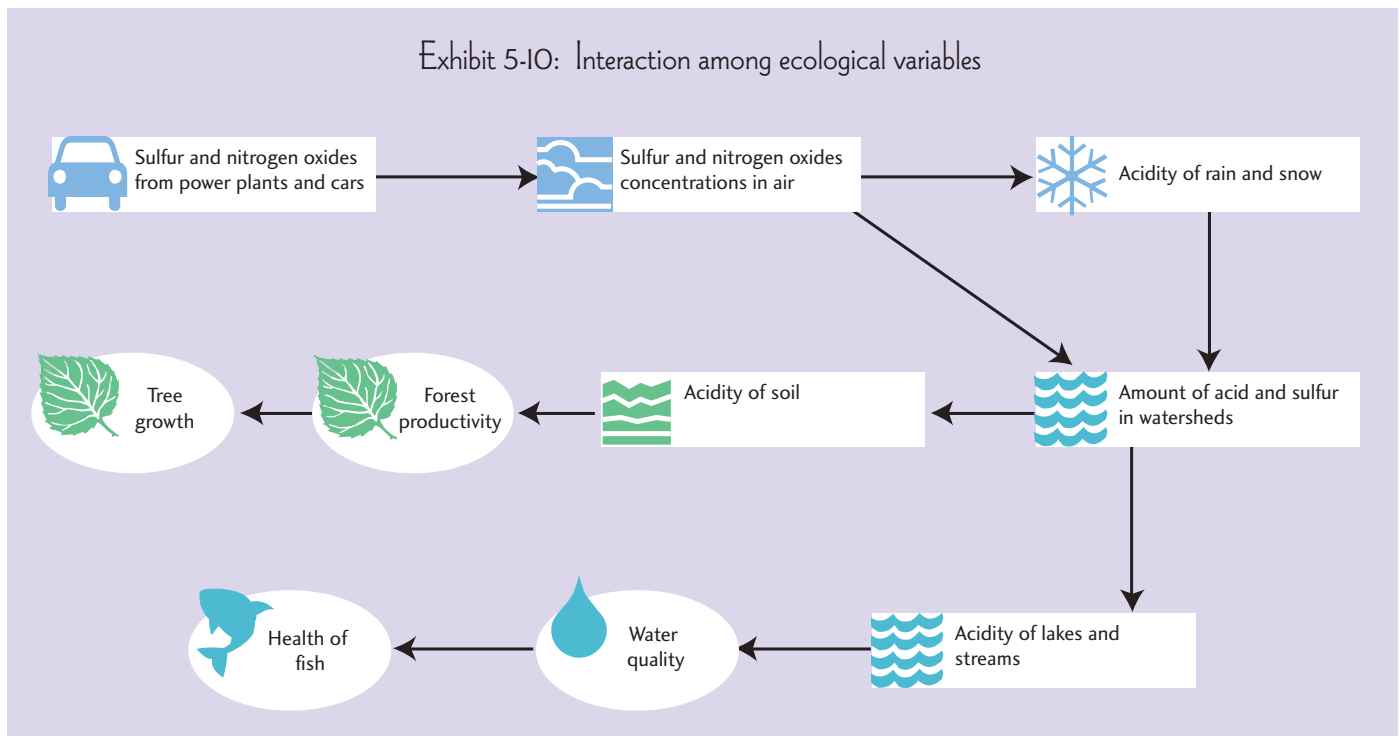 Exhibit 5-10: Interaction among ecological variables
Sulfur and nitrogen oxides
from power plants and cars
Sulfur and nitrogen oxides
concentrations in air
Acidity of rain and snow
Tree
growth
Forest
productivity
Acidity of soil
Amount of acid and sulfur
in watersheds
Health of
fish
Water
quality
Acidity of lakes and
streams